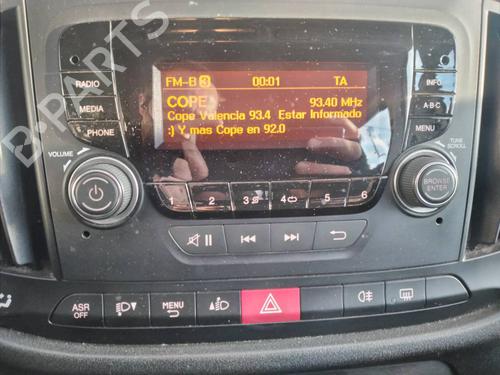 RADIO
MEDIA
PHONE
VOLUME
FM-B 3 00:01 TA
COPE 93.40 MHz
Cope Valencia 93.4 Estar Informado
:) Y mas Cope en 92.0
INFO
A-B-C
MENU
TUNE
SCROLL
BROWSE
ENTER
1 2 3 4 5 6
ASR
OFF
MENU
B-PARTS